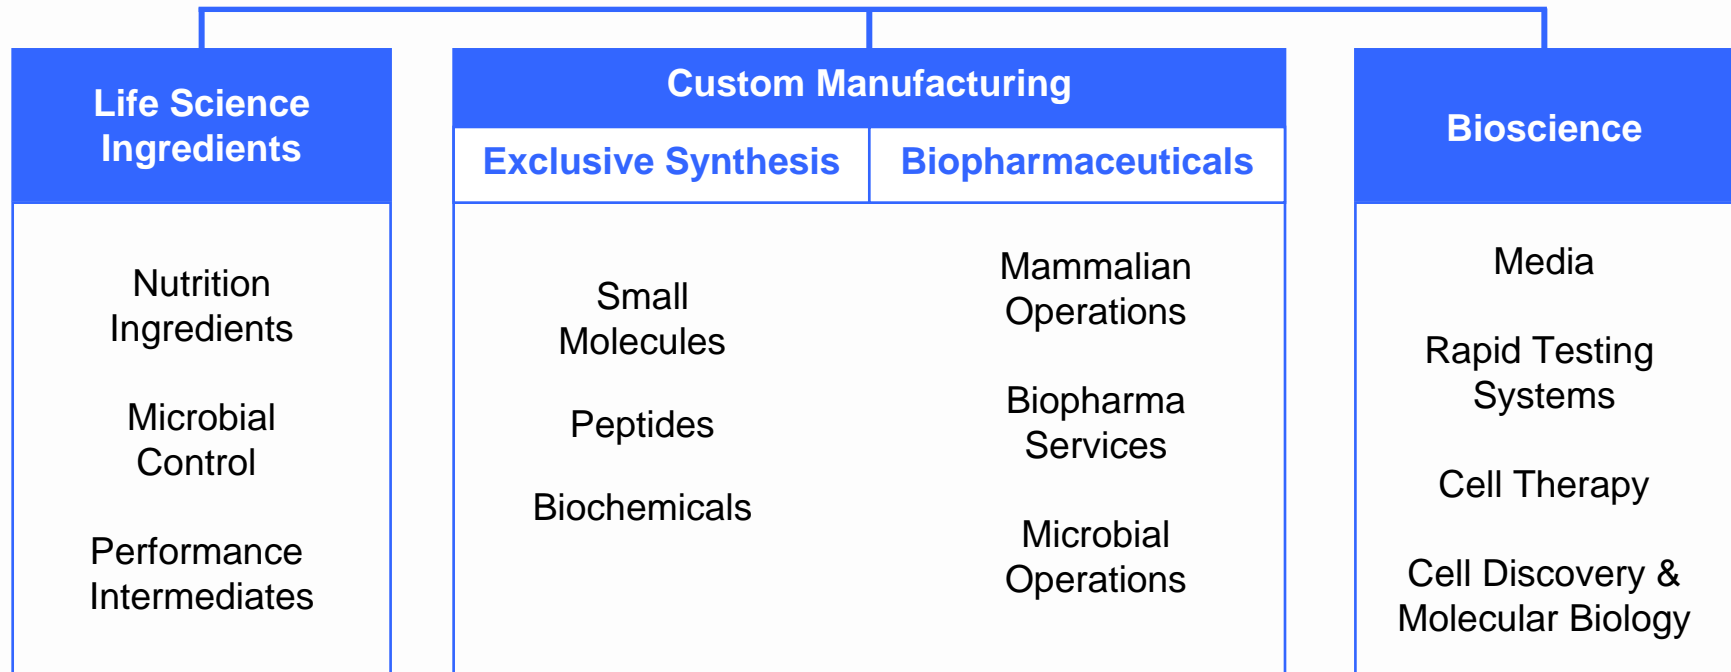 Life Science
Ingredients
Nutrition
Ingredients
Microbial
Control
Performance
Intermediates
Custom Manufacturing
Exclusive Synthesis
Small
Molecules
Peptides
Biochemicals
Biopharmaceuticals
Mammalian
Operations
Biopharma
Services
Microbial
Operations
Bioscience
Media
Rapid Testing
Systems
Cell Therapy
Cell Discovery &
Molecular Biology